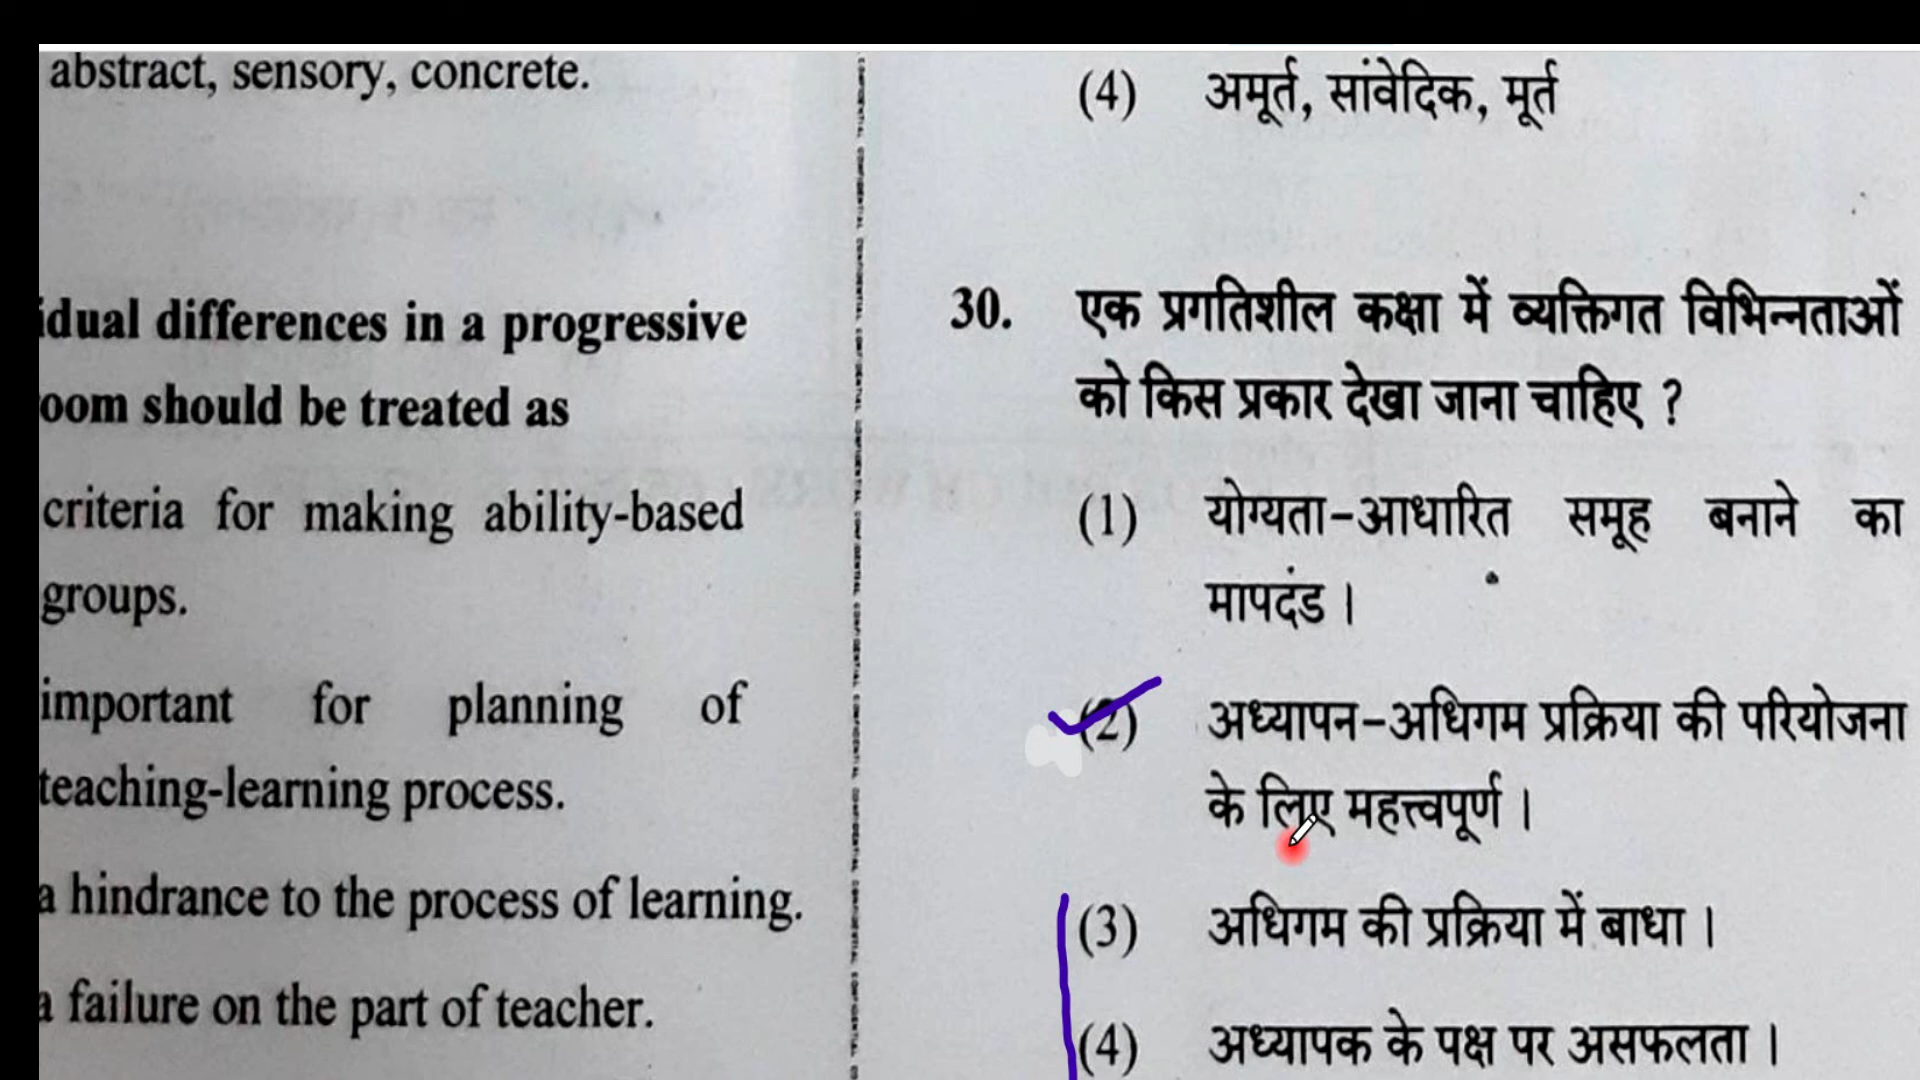 abstract, sensory, concrete.
idual differences in a progressive
oom should be treated as
criteria for making ability-based
groups.
important for planning of
teaching-learning process.
a hindrance to the process of learning.
a failure on the part of teacher.
(4) अमूर्त, सांवेदिक, मूर्त
30. एक प्रगतिशील कक्षा में व्यक्तिगत विभिन्नताओं
को किस प्रकार देखा जाना चाहिए ?
(1) योग्यता-आधारित समूह बनाने का
मापदंड ।
(2) अध्यापन-अधिगम प्रक्रिया की परियोजना
के लिए महत्त्वपूर्ण ।
(3) अधिगम की प्रक्रिया में बाधा ।
(4) अध्यापक के पक्ष पर असफलता ।